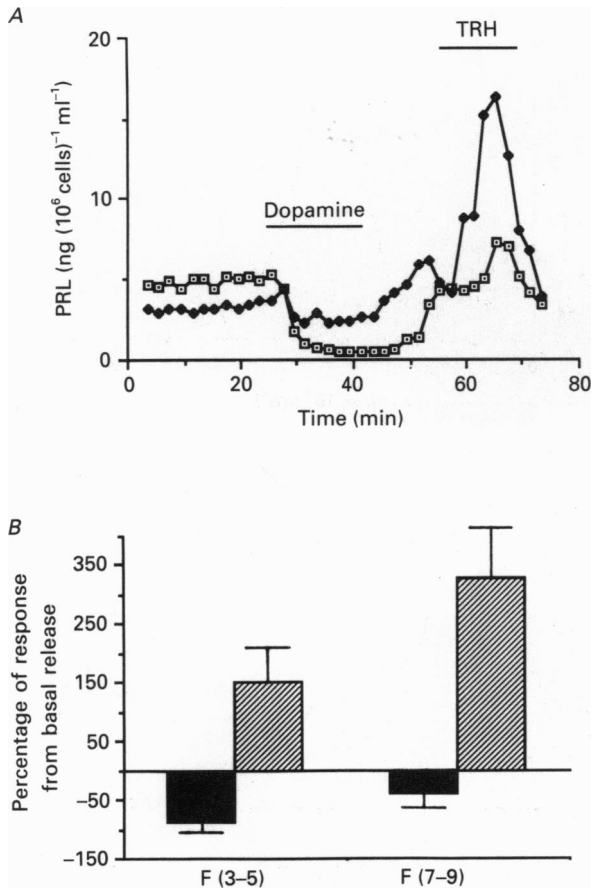 A
TRH
20
Dopamine
10
0
PRL (ng (10⁶ cells)⁻¹ ml⁻¹)
0 20 40 60 80
Time (min)
B
350
250
150
50
−50
−150
Percentage of response
from basal release
F (3–5) F (7–9)